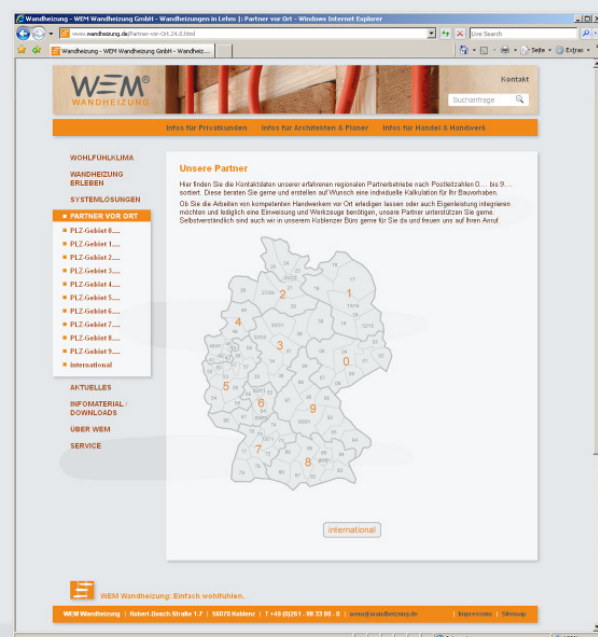 Wandheizung - WEM Wandheizung GmbH - Wandheizungen in Lehm |: Partner vor Ort - Windows Internet Explorer
www.wandheizung.de/Partner-vor-Ort.24.0.html
Live Search
Wandheizung - WEM Wandheizung GmbH - Wandheiz...
Seite
Extras
WEM®
WANDHEIZUNG
Kontakt
Suchanfrage
Infos für Privatkunden Infos für Architekten & Planer Infos für Handel & Handwerk
WOHLFÜHLKLIMA
WANDHEIZUNG
ERLEBEN
SYSTEMLÖSUNGEN
PARTNER VOR ORT
PLZ-Gebiet 0....
PLZ-Gebiet 1....
PLZ-Gebiet 2....
PLZ-Gebiet 3....
PLZ-Gebiet 4....
PLZ-Gebiet 5....
PLZ-Gebiet 6....
PLZ-Gebiet 7....
PLZ-Gebiet 8....
PLZ-Gebiet 9....
international
AKTUELLES
INFOMATERIAL /
DOWNLOADS
ÜBER WEM
SERVICE
Unsere Partner
Hier finden Sie die Kontaktdaten unserer erfahrenen regionalen Partnerbetriebe nach Postleitzahlen 0.... bis 9....
sortiert. Diese beraten Sie gerne und erstellen auf Wunsch eine individuelle Kalkulation für Ihr Bauvorhaben.
Ob Sie die Arbeiten von kompetenten Handwerkern vor Ort erledigen lassen oder auch Eigenleistung integrieren
möchten und lediglich eine Einweisung und Werkzeuge benötigen, unsere Partner unterstützen Sie gerne.
Selbstverständlich sind auch wir in unserem Koblenzer Büro gerne für Sie da und freuen uns auf Ihren Anruf.
2
1
4
3
0
5
6
9
7
8
international
WEM Wandheizung: Einfach wohlfühlen.
WEM Wandheizung | Robert-Bosch Straße 1-7 | 56070 Koblenz | T +49 (0)261 - 98 33 99 - 0 | wem@wandheizung.de | Impressum | Sitemap